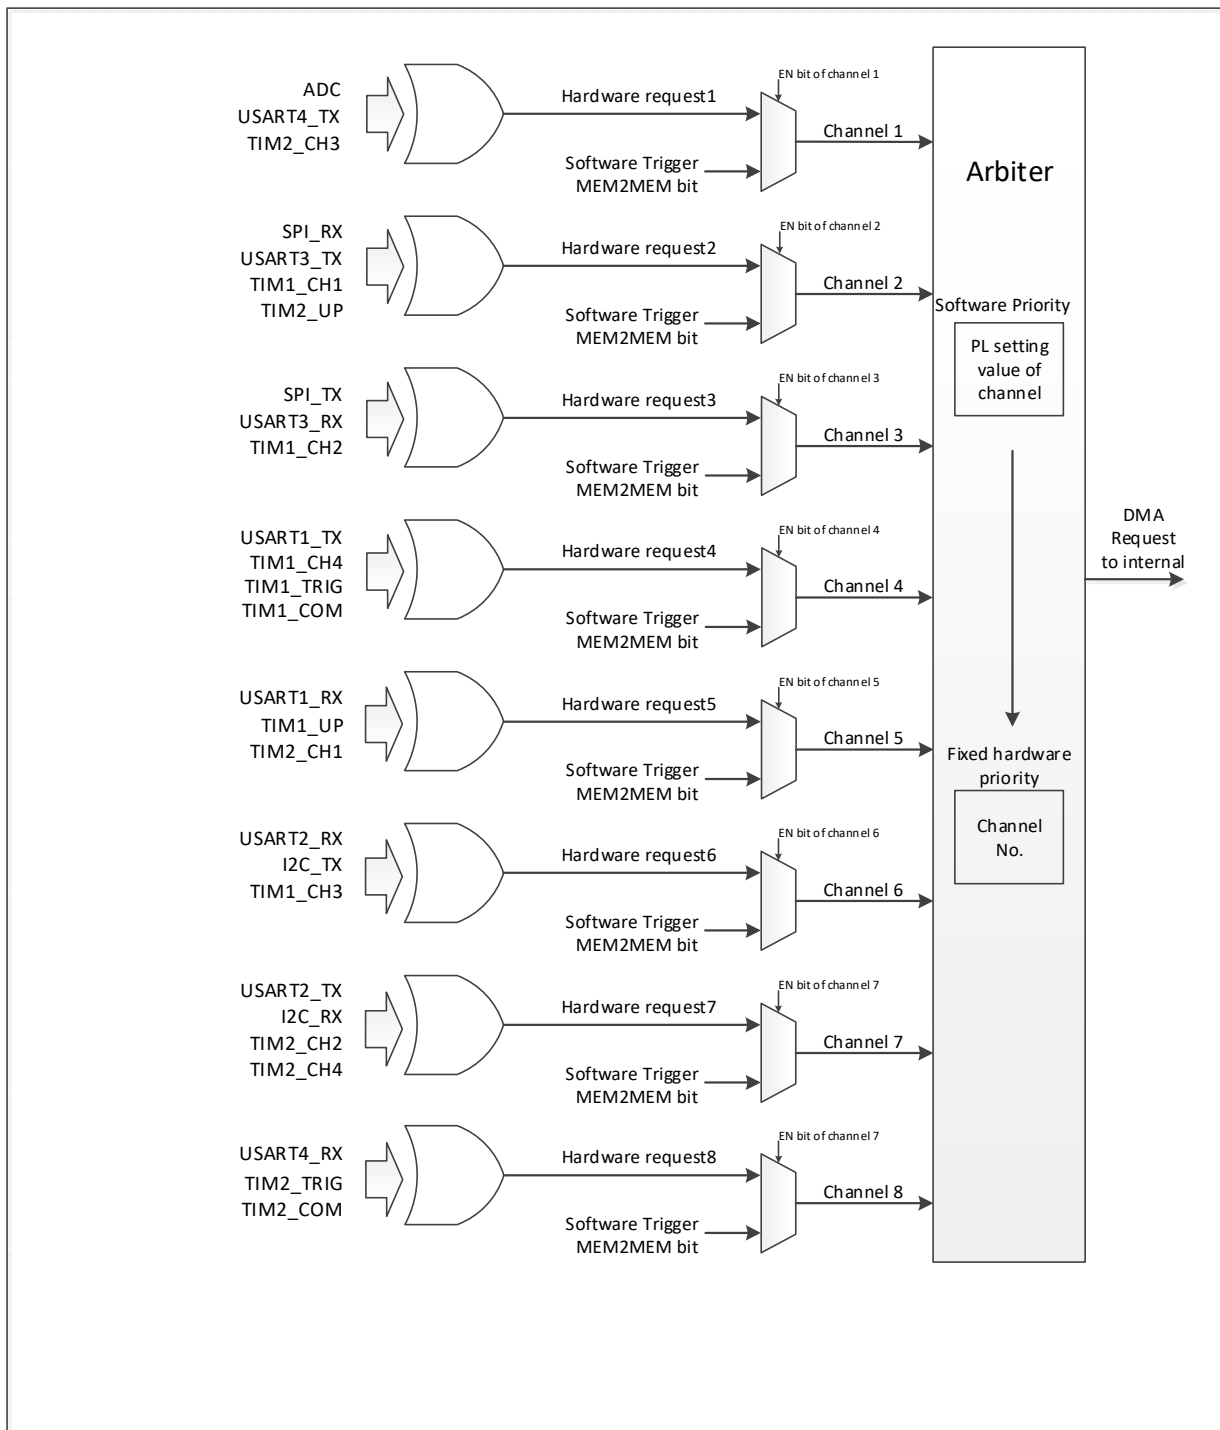 ADC
USART4_TX
TIM2_CH3
Hardware request1
EN bit of channel 1
Software Trigger
MEM2MEM bit
Channel 1
SPI_RX
USART3_TX
TIM1_CH1
TIM2_UP
Hardware request2
EN bit of channel 2
Software Trigger
MEM2MEM bit
Channel 2
SPI_TX
USART3_RX
TIM1_CH2
Hardware request3
EN bit of channel 3
Software Trigger
MEM2MEM bit
Channel 3
USART1_TX
TIM1_CH4
TIM1_TRIG
TIM1_COM
Hardware request4
EN bit of channel 4
Software Trigger
MEM2MEM bit
Channel 4
USART1_RX
TIM1_UP
TIM2_CH1
Hardware request5
EN bit of channel 5
Software Trigger
MEM2MEM bit
Channel 5
USART2_RX
I2C_TX
TIM1_CH3
Hardware request6
EN bit of channel 6
Software Trigger
MEM2MEM bit
Channel 6
USART2_TX
I2C_RX
TIM2_CH2
TIM2_CH4
Hardware request7
EN bit of channel 7
Software Trigger
MEM2MEM bit
Channel 7
USART4_RX
TIM2_TRIG
TIM2_COM
Hardware request8
EN bit of channel 7
Software Trigger
MEM2MEM bit
Channel 8
Arbiter
Software Priority
PL setting
value of
channel
Fixed hardware
priority
Channel
No.
DMA
Request
to internal